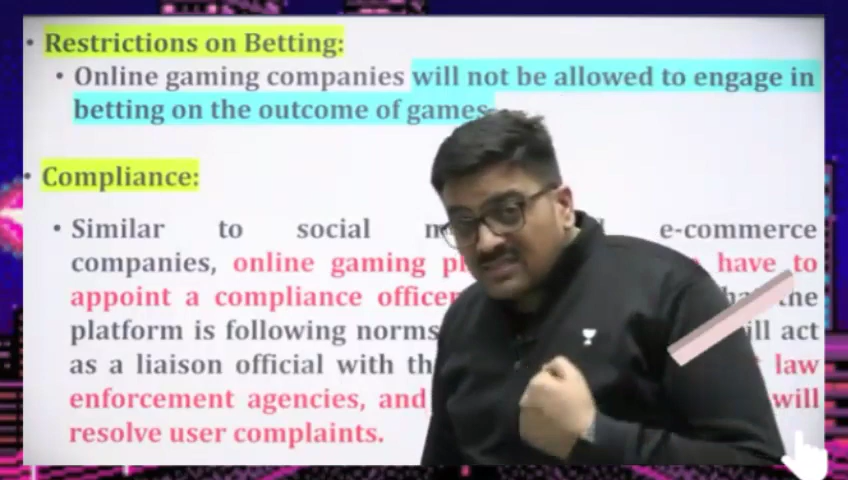 • Restrictions on Betting:
• Online gaming companies will not be allowed to engage in
betting on the outcome of games
• Compliance:
• Similar to social e-commerce
companies, online gaming have to
appoint a compliance officer the
platform is following norms act
as a liaison official with law
enforcement agencies, and will
resolve user complaints.